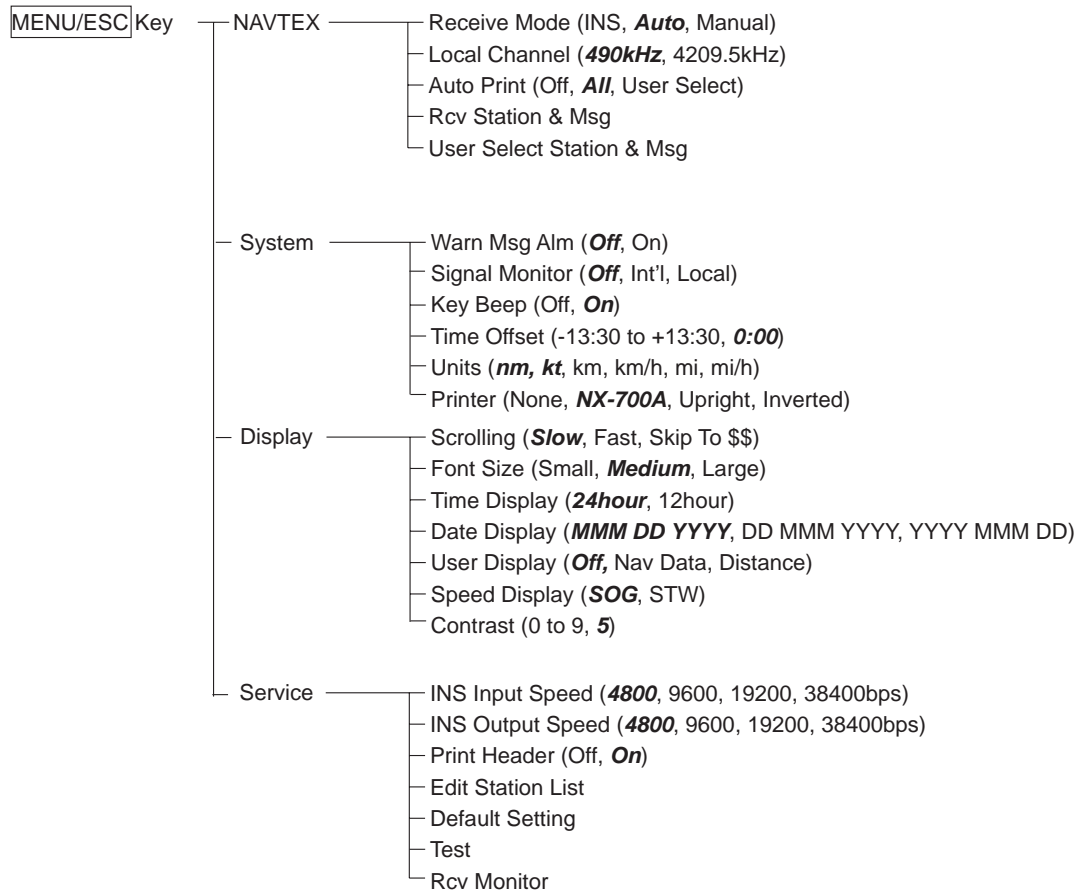 MENU/ESC Key
NAVTEX
Receive Mode (INS, Auto, Manual)
Local Channel (490kHz, 4209.5kHz)
Auto Print (Off, All, User Select)
Rcv Station & Msg
User Select Station & Msg
System
Warn Msg Alm (Off, On)
Signal Monitor (Off, Int'l, Local)
Key Beep (Off, On)
Time Offset (-13:30 to +13:30, 0:00)
Units (nm, kt, km, km/h, mi, mi/h)
Printer (None, NX-700A, Upright, Inverted)
Display
Scrolling (Slow, Fast, Skip To $$)
Font Size (Small, Medium, Large)
Time Display (24hour, 12hour)
Date Display (MMM DD YYYY, DD MMM YYYY, YYYY MMM DD)
User Display (Off, Nav Data, Distance)
Speed Display (SOG, STW)
Contrast (0 to 9, 5)
Service
INS Input Speed (4800, 9600, 19200, 38400bps)
INS Output Speed (4800, 9600, 19200, 38400bps)
Print Header (Off, On)
Edit Station List
Default Setting
Test
Rcv Monitor